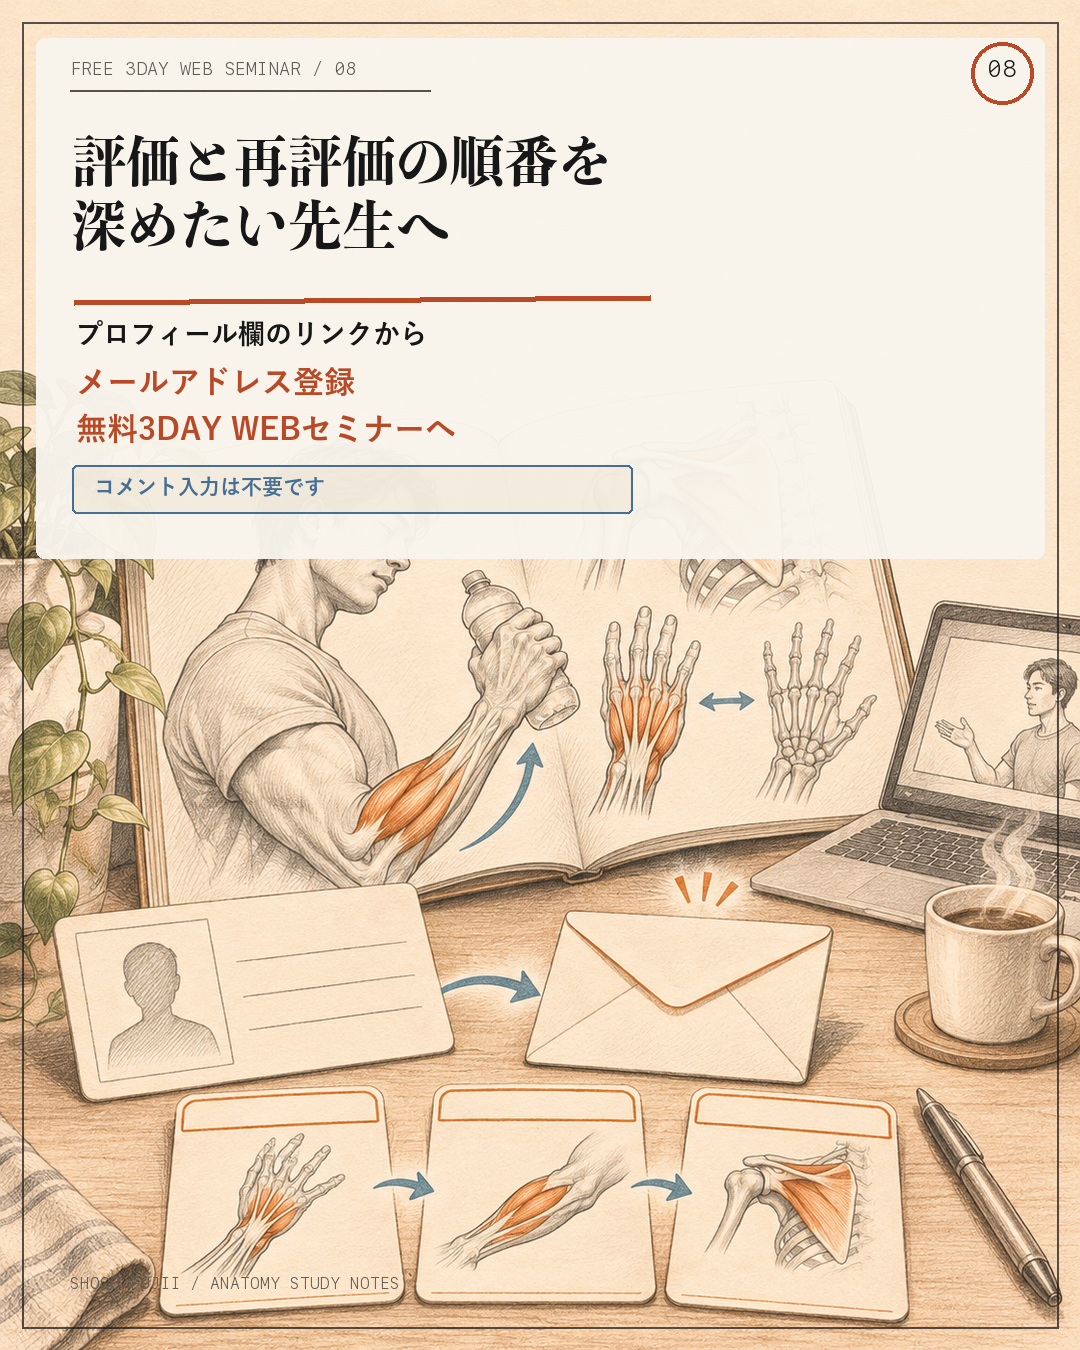 FREE 3DAY WEB SEMINAR / 08
08
評価と再評価の順番を
深めたい先生へ
プロフィール欄のリンクから
メールアドレス登録
無料3DAY WEBセミナーへ
コメント入力は不要です
/ ANATOMY STUDY NOTES